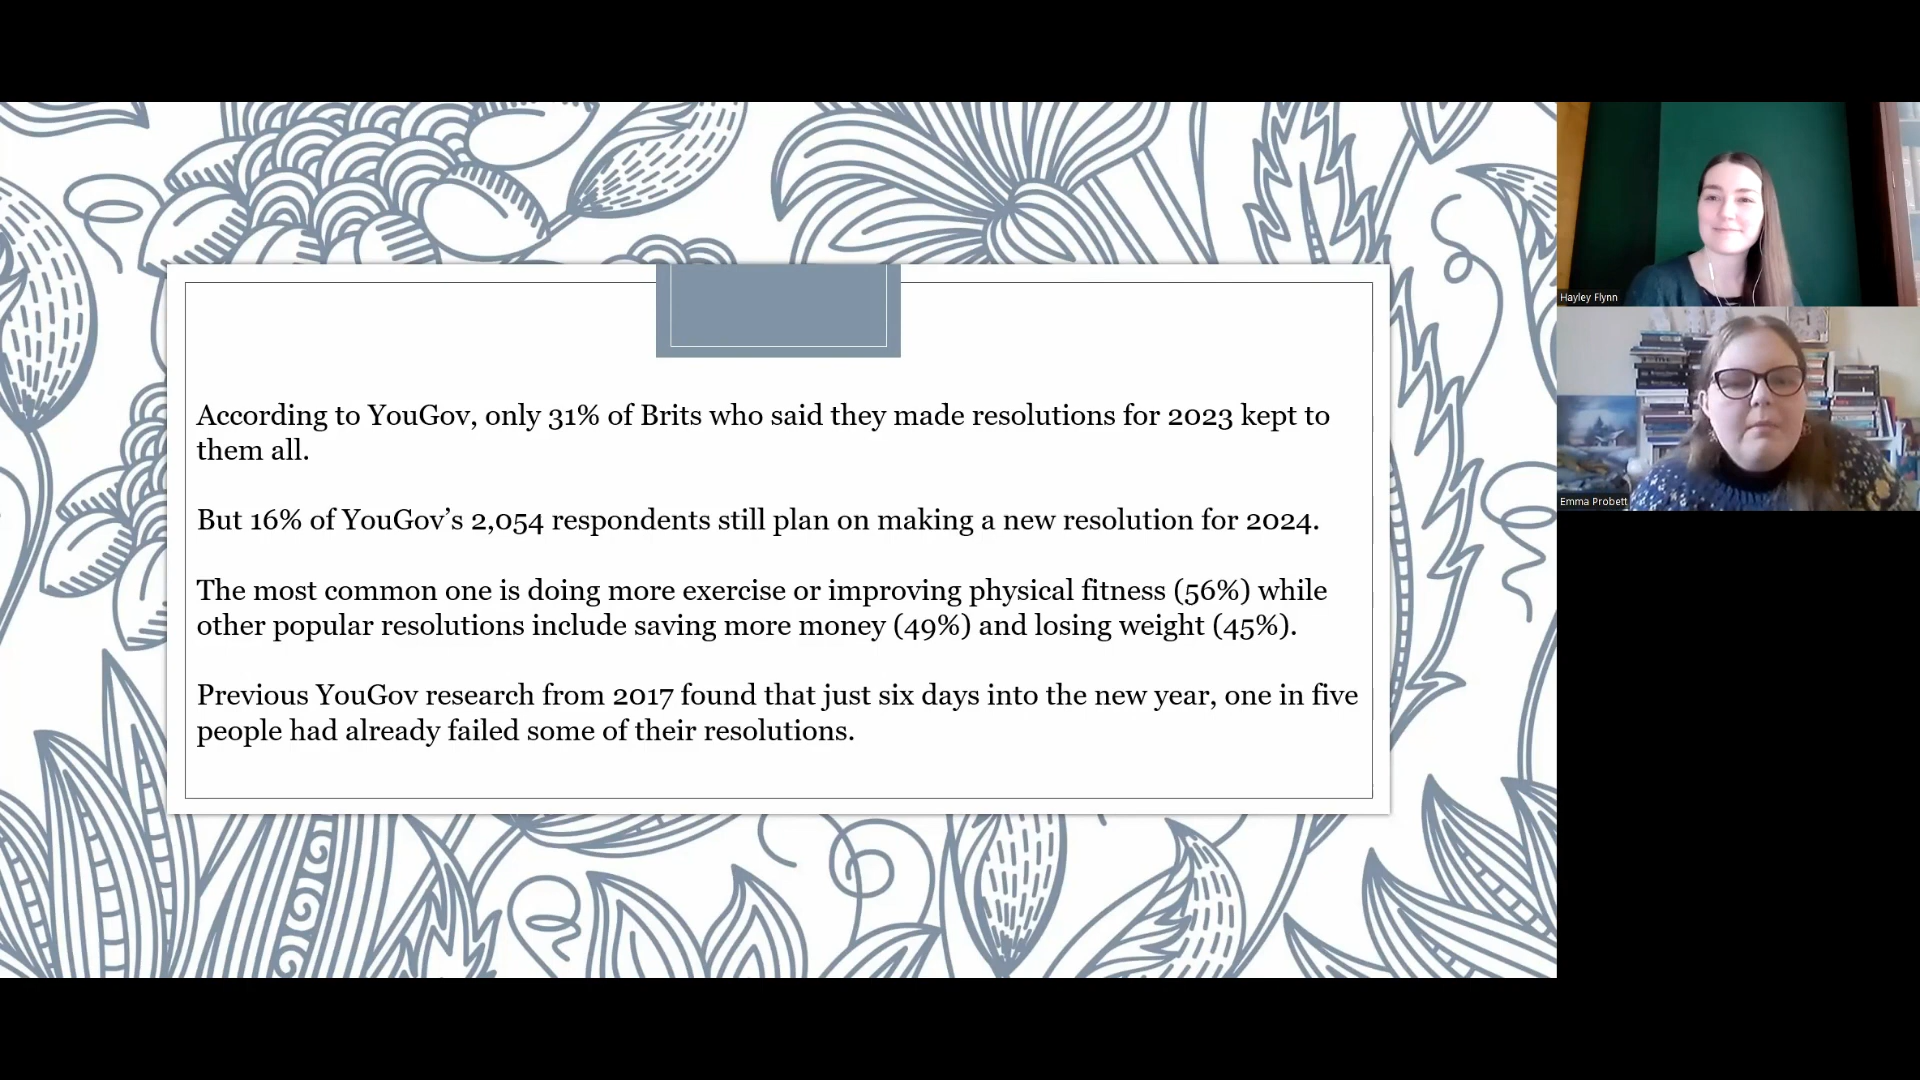 According to YouGov, only 31% of Brits who said they made resolutions for 2023 kept to
them all.
But 16% of YouGov’s 2,054 respondents still plan on making a new resolution for 2024.
The most common one is doing more exercise or improving physical fitness (56%) while
other popular resolutions include saving more money (49%) and losing weight (45%).
Previous YouGov research from 2017 found that just six days into the new year, one in five
people had already failed some of their resolutions.
Hayley Flynn
Emma Probett